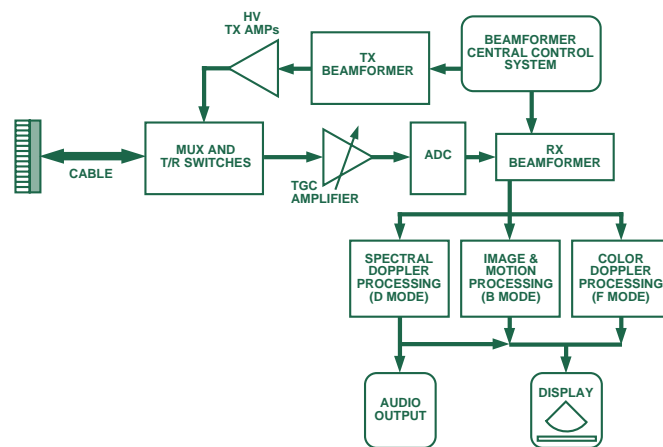 HV
TX AMPs
TX
BEAMFORMER
BEAMFORMER
CENTRAL CONTROL
SYSTEM
MUX AND
T/R SWITCHES
CABLE
TGC
AMPLIFIER
ADC
RX
BEAMFORMER
SPECTRAL
DOPPLER
PROCESSING
(D MODE)
IMAGE &
MOTION
PROCESSING
(B MODE)
COLOR
DOPPLER
PROCESSING
(F MODE)
AUDIO
OUTPUT
DISPLAY